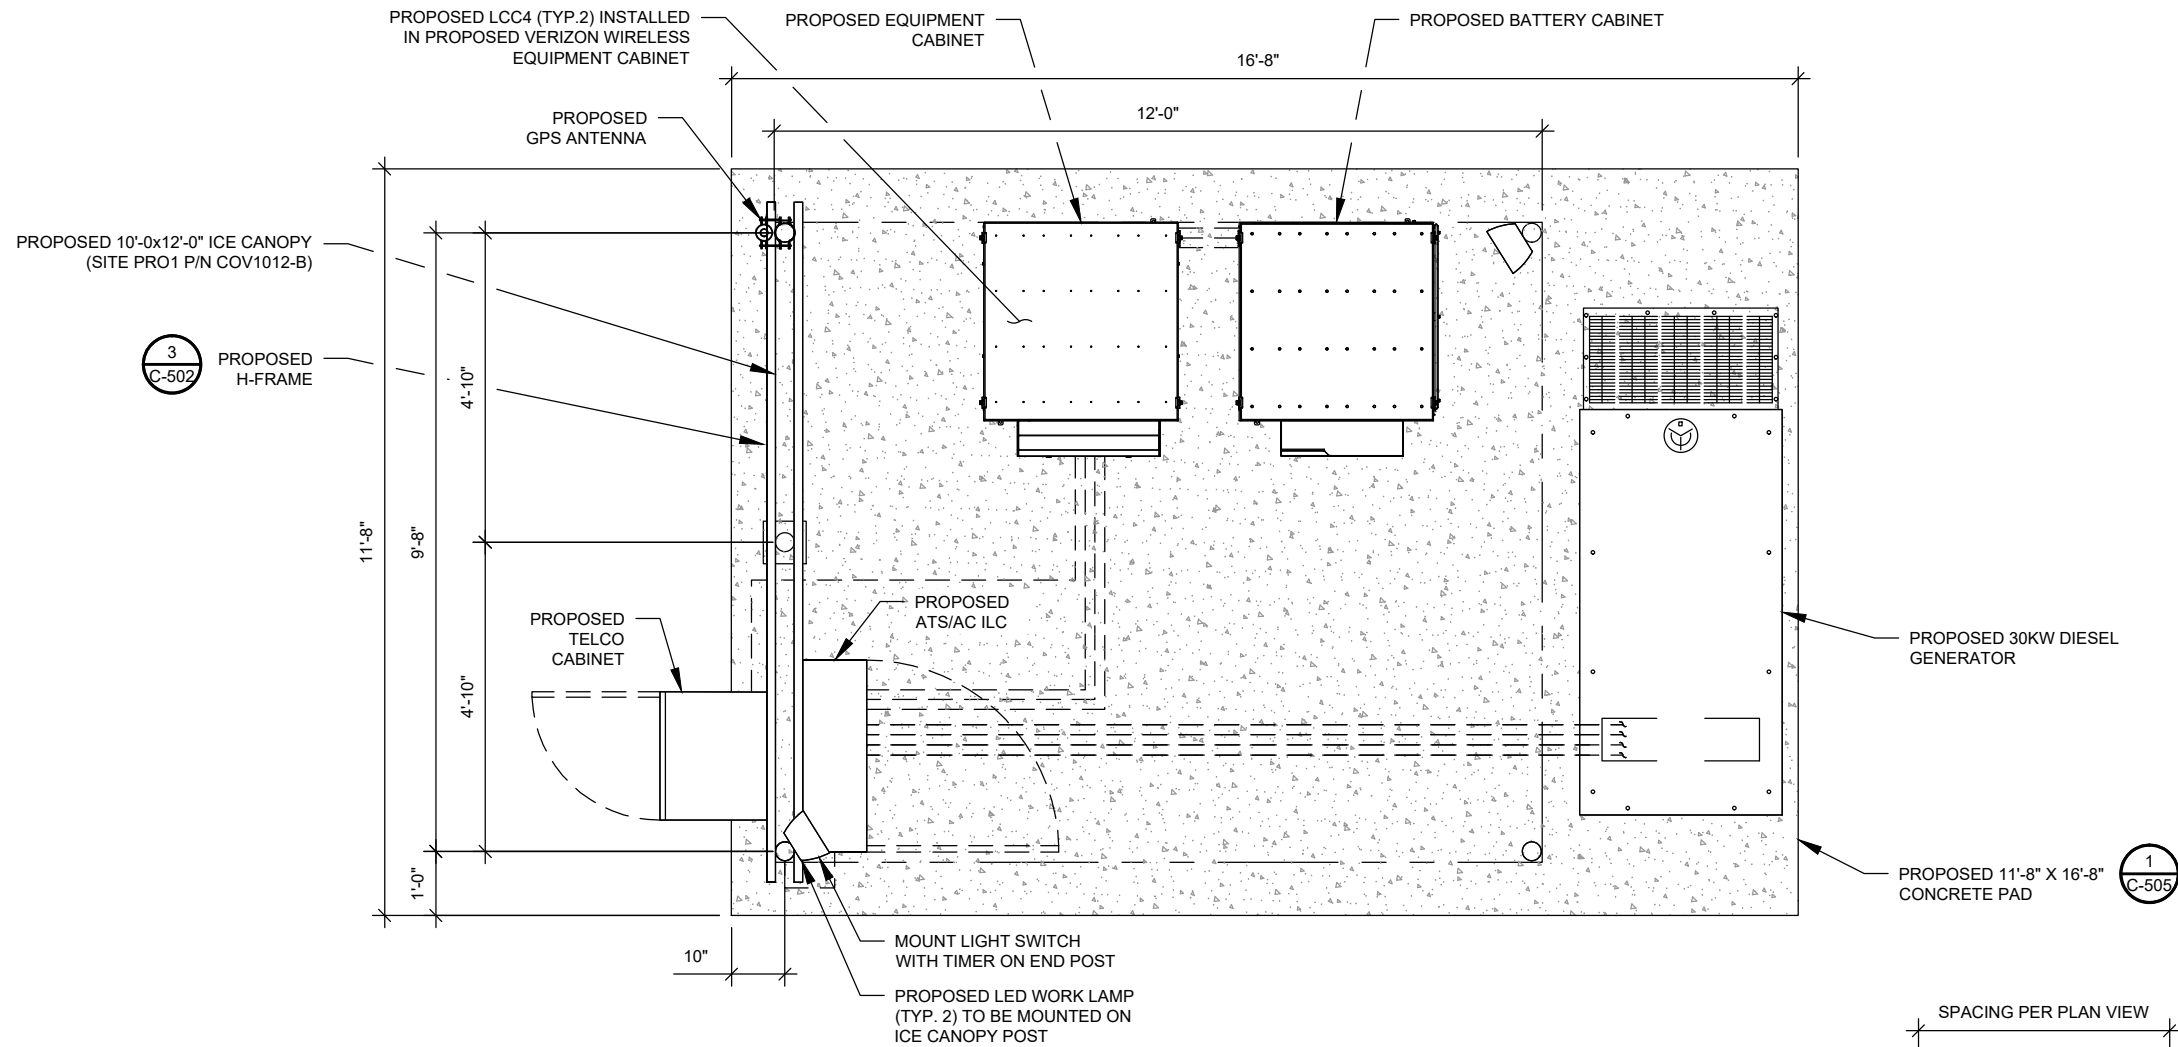 PROPOSED LCC4 (TYP.2) INSTALLED
IN PROPOSED VERIZON WIRELESS
EQUIPMENT CABINET
PROPOSED EQUIPMENT
CABINET
PROPOSED BATTERY CABINET
16'-8"
12'-0"
PROPOSED
GPS ANTENNA
PROPOSED 10'-0x12'-0" ICE CANOPY
(SITE PRO1 P/N COV1012-B)
3
C-502
PROPOSED
H-FRAME
4'-10"
11'-8"
9'-8"
4'-10"
1'-0"
PROPOSED
TELCO
CABINET
PROPOSED
ATS/AC ILC
PROPOSED 30KW DIESEL
GENERATOR
PROPOSED 11'-8" X 16'-8"
CONCRETE PAD
1
C-505
10"
MOUNT LIGHT SWITCH
WITH TIMER ON END POST
PROPOSED LED WORK LAMP
(TYP. 2) TO BE MOUNTED ON
ICE CANOPY POST
SPACING PER PLAN VIEW